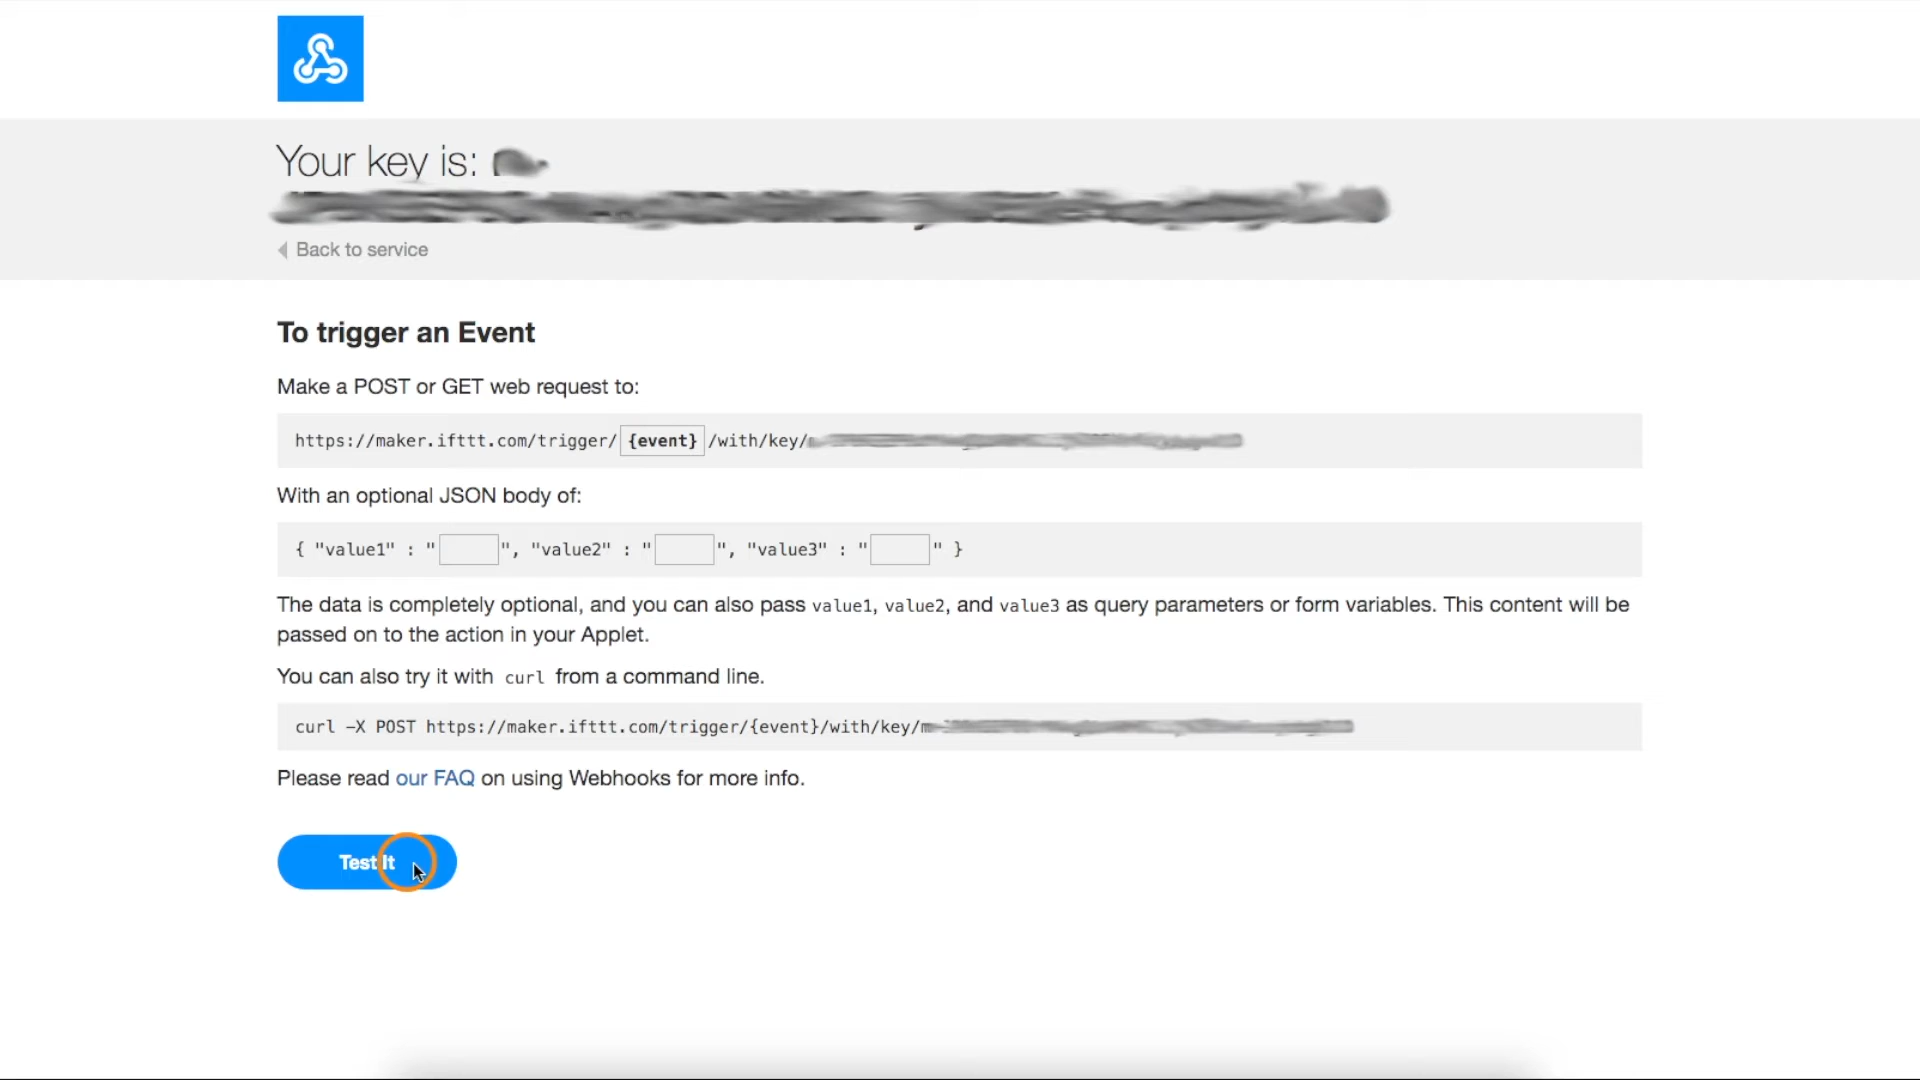 Your key is:
Back to service
To trigger an Event
Make a POST or GET web request to:
https://maker.ifttt.com/trigger/ {event} /with/key/
With an optional JSON body of:
{ "value1" : " ", "value2" : " ", "value3" : " " }
The data is completely optional, and you can also pass value1, value2, and value3 as query parameters or form variables. This content will be
passed on to the action in your Applet.
You can also try it with curl from a command line.
curl -X POST https://maker.ifttt.com/trigger/{event}/with/key/m
Please read our FAQ on using Webhooks for more info.
Test It